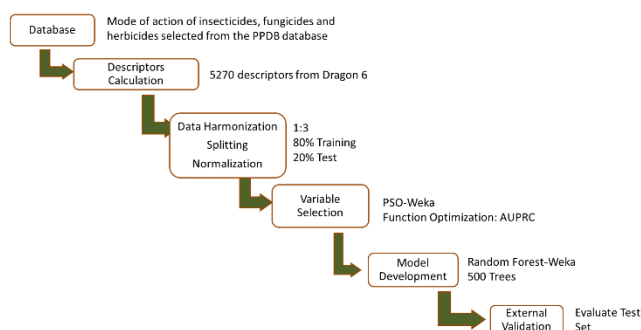 Database
Mode of action of insecticides, fungicides and
herbicides selected from the PPDB database
Descriptors
Calculation
5270 descriptors from Dragon 6
Data Harmonization
Splitting
Normalization
1:3
80% Training
20% Test
Variable
Selection
PSO-Weka
Function Optimization: AUPRC
Model
Development
Random Forest-Weka
500 Trees
External
Validation
Evaluate Test
Set